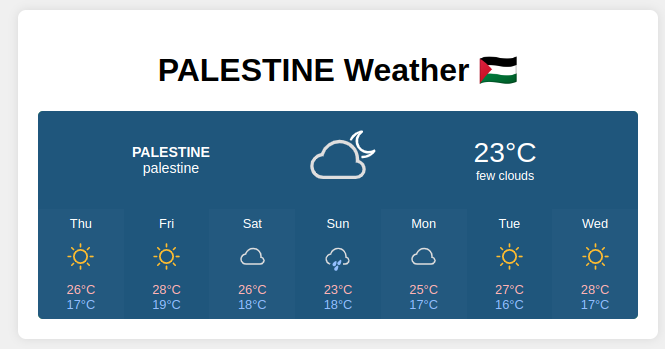 PALESTINE Weather 🇵🇸
PALESTINE
palestine
23°C
few clouds
Thu Fri Sat Sun Mon Tue Wed
26°C 28°C 26°C 23°C 25°C 27°C 28°C
17°C 19°C 18°C 18°C 17°C 16°C 17°C